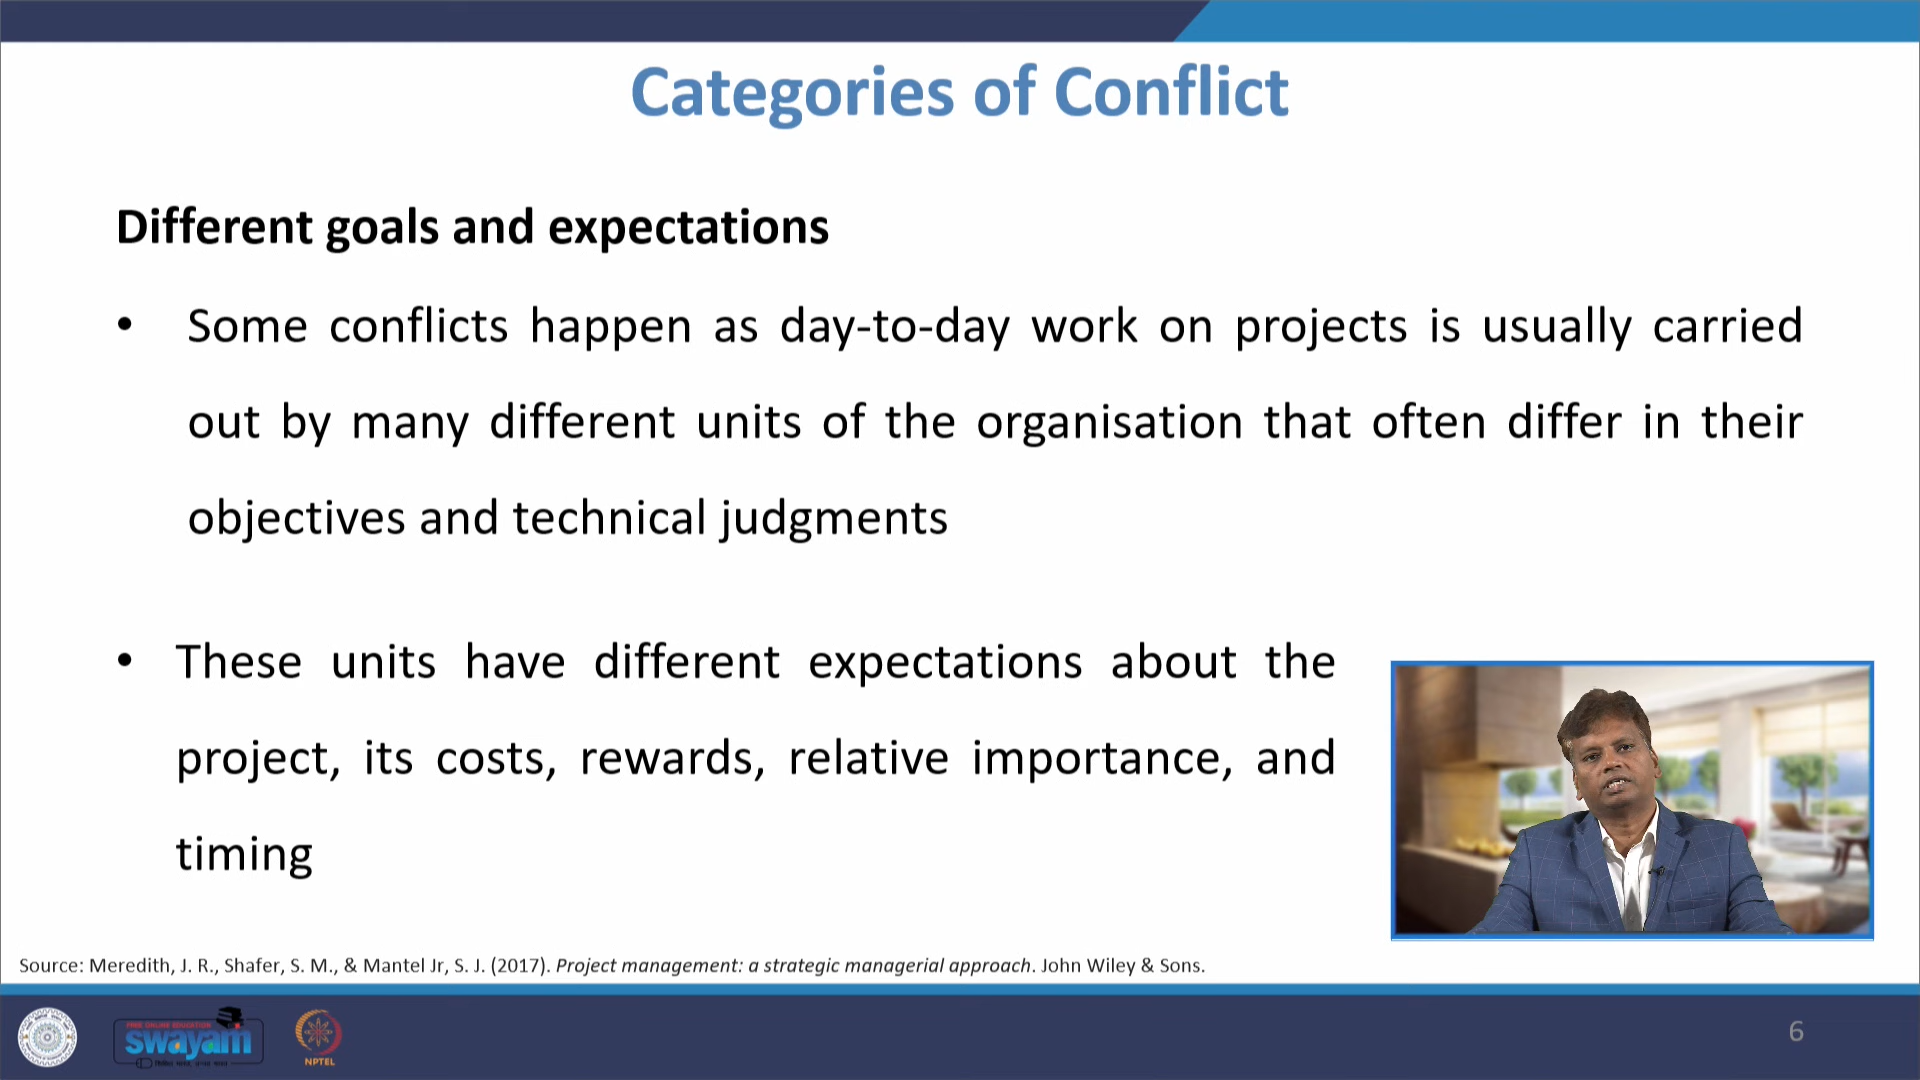 Categories of Conflict
Different goals and expectations
• Some conflicts happen as day-to-day work on projects is usually carried
out by many different units of the organisation that often differ in their
objectives and technical judgments
• These units have different expectations about the
project, its costs, rewards, relative importance, and
timing
Source: Meredith, J. R., Shafer, S. M., & Mantel Jr, S. J. (2017). Project management: a strategic managerial approach. John Wiley & Sons.
FREE ONLINE EDUCATION
swayam
NPTEL
6